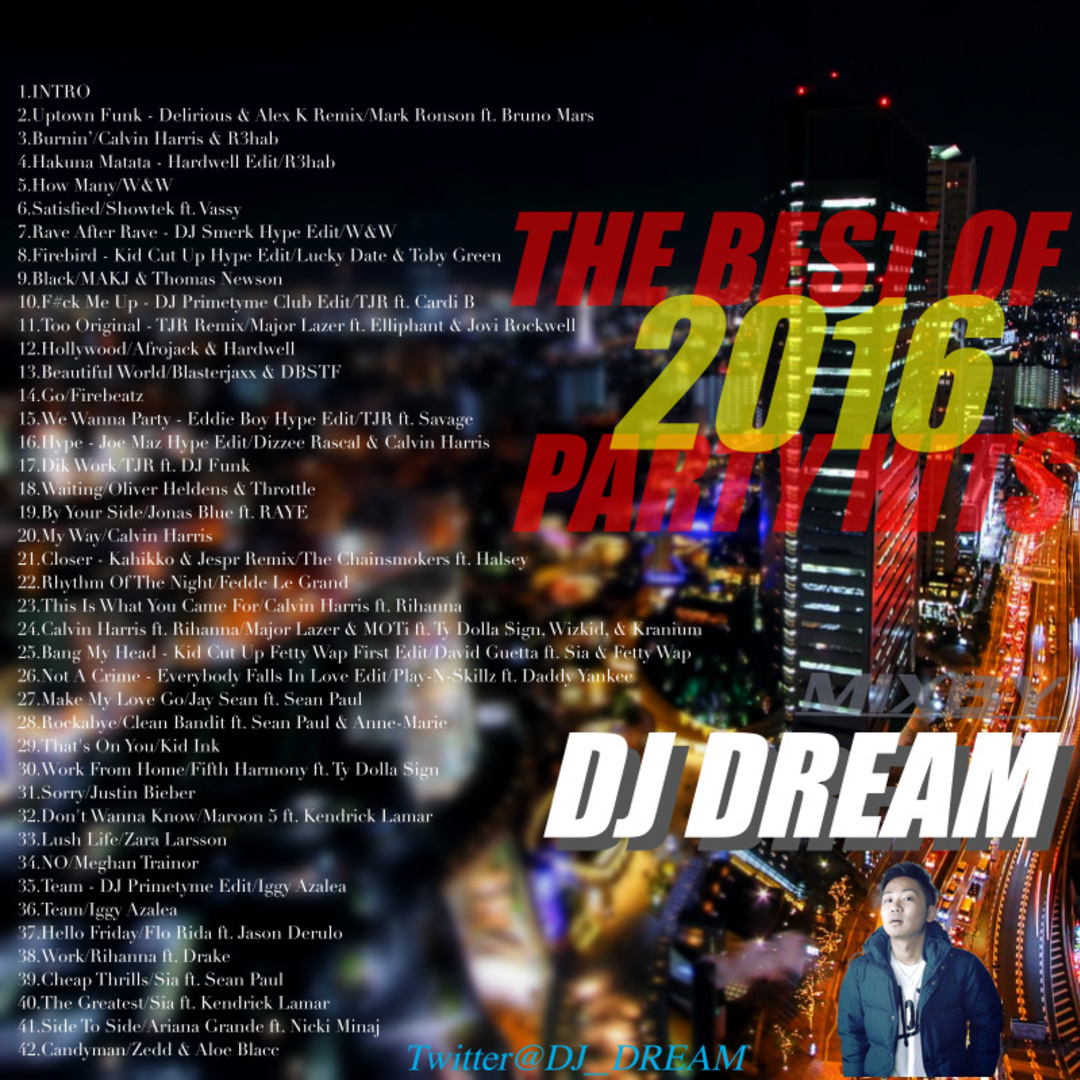 1.INTRO
2.Uptown Funk - Delirious & Alex K Remix/Mark Ronson ft. Bruno Mars
3.Burnin'/Calvin Harris & R3hab
4.Hakuna Matata - Hardwell Edit/R3hab
5.How Many/W&W
6.Satisfied/Showtek ft. Vassy
7.Rave After Rave - DJ Smerk Hype Edit/W&W
8.Firebird - Kid Cut Up Hype Edit/Lucky Date & Toby Green
9.Black/MAKJ & Thomas Newson
10.F#ck Me Up - DJ Primetyme Club Edit/TJR ft. Cardi B
11.Too Original - TJR Remix/Major Lazer ft. Elliphant & Jovi Rockwell
12.Hollywood/Afrojack & Hardwell
13.Beautiful World/Blasterjaxx & DBSTF
14.Go/Firebeatz
15.We Wanna Party - Eddie Boy Hype Edit/TJR ft. Savage
16.Hype - Joe Maz Hype Edit/Dizzee Rascal & Calvin Harris
17.Dik Work/TJR ft. DJ Funk
18.Waiting/Oliver Heldens & Throttle
19.By Your Side/Jonas Blue ft. RAYE
20.My Way/Calvin Harris
21.Closer - Kahikko & Jespr Remix/The Chainsmokers ft. Halsey
22.Rhythm Of The Night/Fedde Le Grand
23.This Is What You Came For/Calvin Harris ft. Rihanna
24.Calvin Harris ft. Rihanna/Major Lazer & MOTi ft. Ty Dolla $ign, Wizkid, & Kranium
25.Bang My Head - Kid Cut Up Fetty Wap First Edit/David Guetta ft. Sia & Fetty Wap
26.Not A Crime - Everybody Falls In Love Edit/Play-N-Skillz ft. Daddy Yankee
27.Make My Love Go/Jay Sean ft. Sean Paul
28.Rockabye/Clean Bandit ft. Sean Paul & Anne-Marie
29.That's On You/Kid Ink
30.Work From Home/Fifth Harmony ft. Ty Dolla $ign
31.Sorry/Justin Bieber
32.Don't Wanna Know/Maroon 5 ft. Kendrick Lamar
33.Lush Life/Zara Larsson
34.NO/Meghan Trainor
35.Team - DJ Primetyme Edit/Iggy Azalea
36.Team/Iggy Azalea
37.Hello Friday/Flo Rida ft. Jason Derulo
38.Work/Rihanna ft. Drake
39.Cheap Thrills/Sia ft. Sean Paul
40.The Greatest/Sia ft. Kendrick Lamar
41.Side To Side/Ariana Grande ft. Nicki Minaj
42.Candyman/Zedd & Aloe Blacc
THE BEST OF
2016
PARTY HITS
MIX BY
DJ DREAM
Twitter@DJ_DREAM